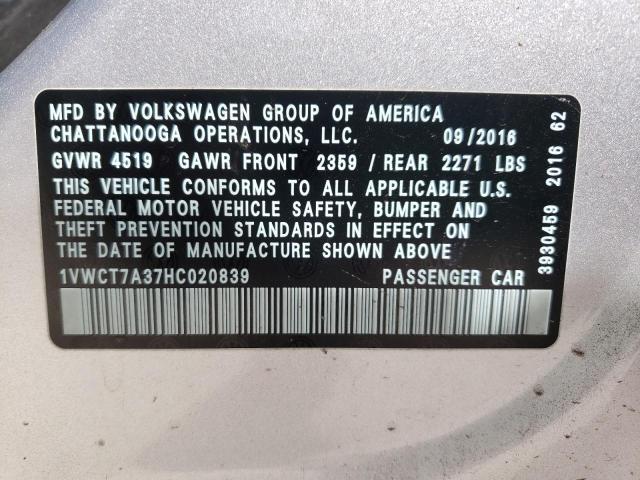 MFD BY VOLKSWAGEN GROUP OF AMERICA
CHATTANOOGA OPERATIONS, LLC. 09/2016
GVWR 4519 GAWR FRONT 2359 / REAR 2271 LBS
THIS VEHICLE CONFORMS TO ALL APPLICABLE U.S.
FEDERAL MOTOR VEHICLE SAFETY, BUMPER AND
THEFT PREVENTION STANDARDS IN EFFECT ON
THE DATE OF MANUFACTURE SHOWN ABOVE
1VWCT7A37HC020839 PASSENGER CAR
3930459 2016 62